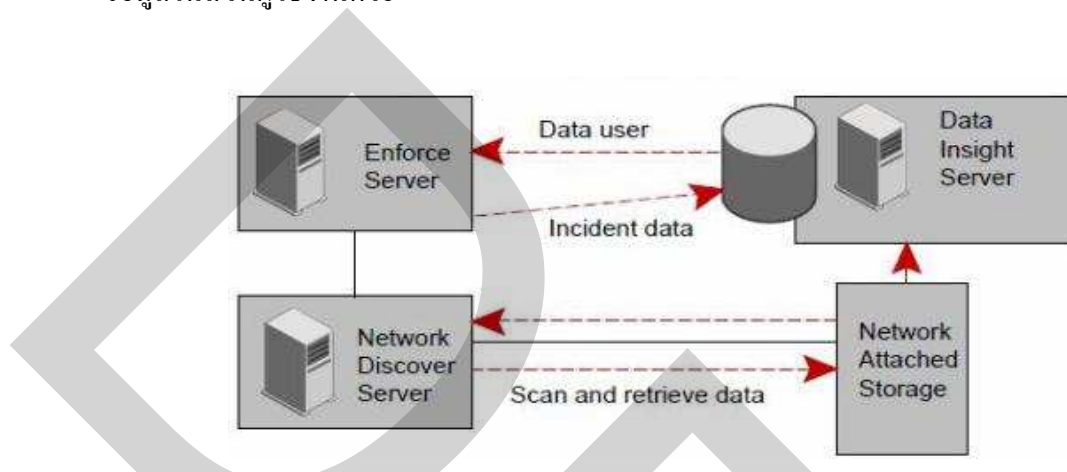 Enforce
Server
Data user
Incident data
Data
Insight
Server
Network
Discover
Server
Scan and retrieve data
Network
Attached
Storage